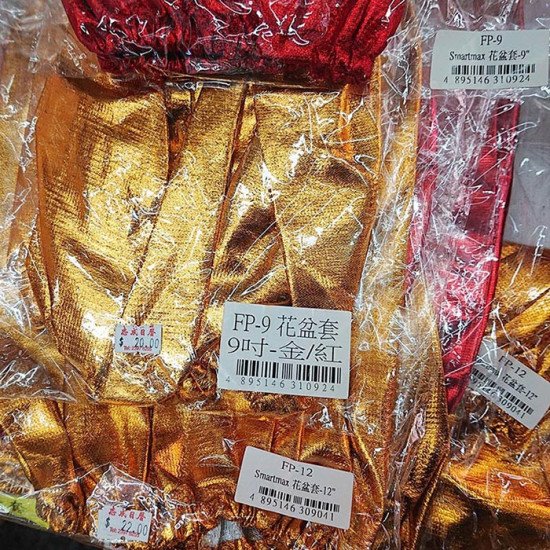 FP-9
Smartmax 花盆套-9"
4 895146 310924
FP-9 花盆套
9吋-金/紅
4 895146 310924
$ 20.00
FP-12
花盆套-12"
309041
FP-12
Smartmax 花盆套-12"
4 895146 309041
$ 22.00